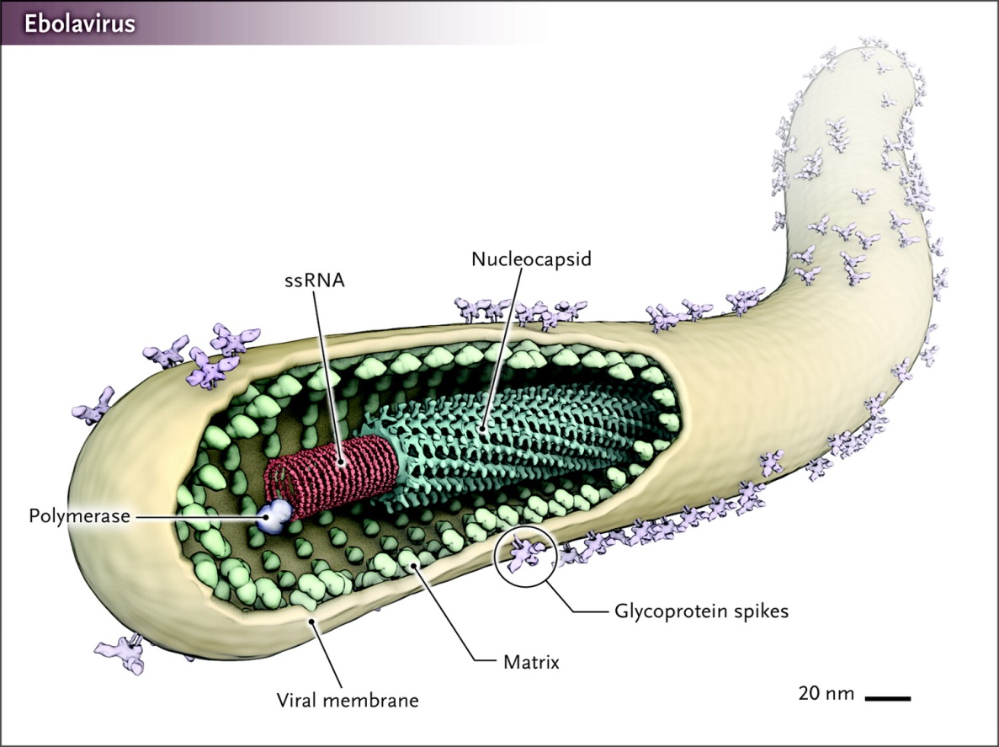 Ebolavirus
Nucleocapsid
ssRNA
Polymerase
Glycoprotein spikes
Matrix
Viral membrane
20 nm